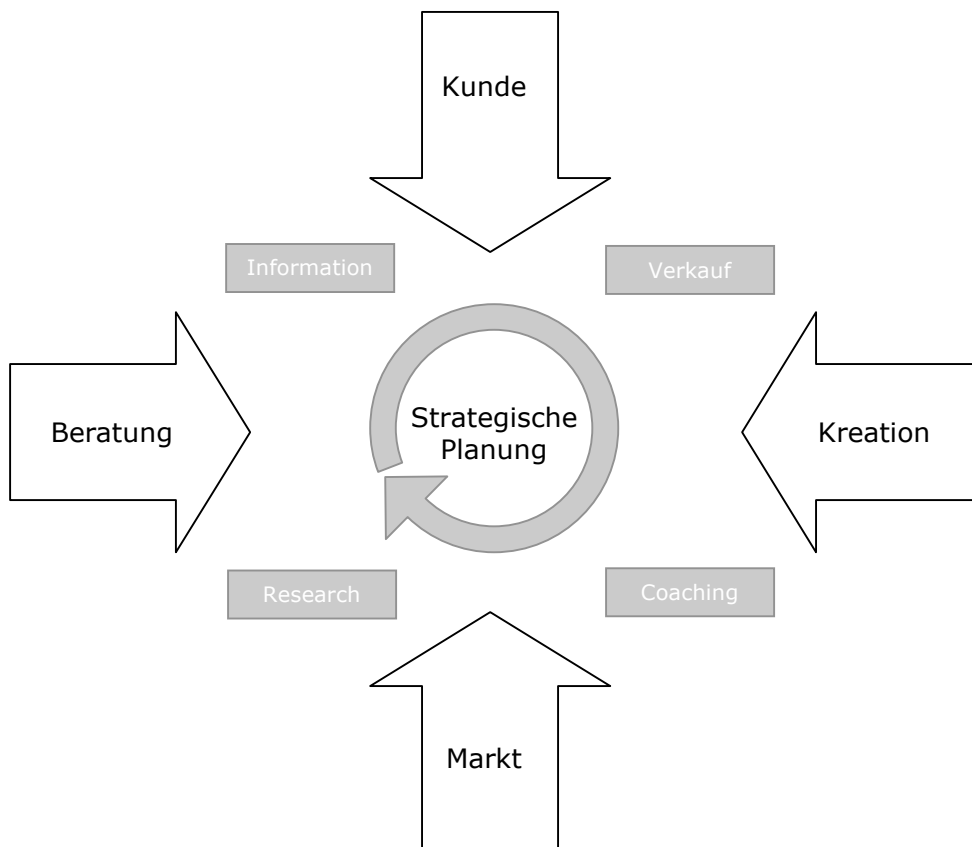 Kunde
Information
Verkauf
Beratung
Strategische
Planung
Kreation
Research
Coaching
Markt